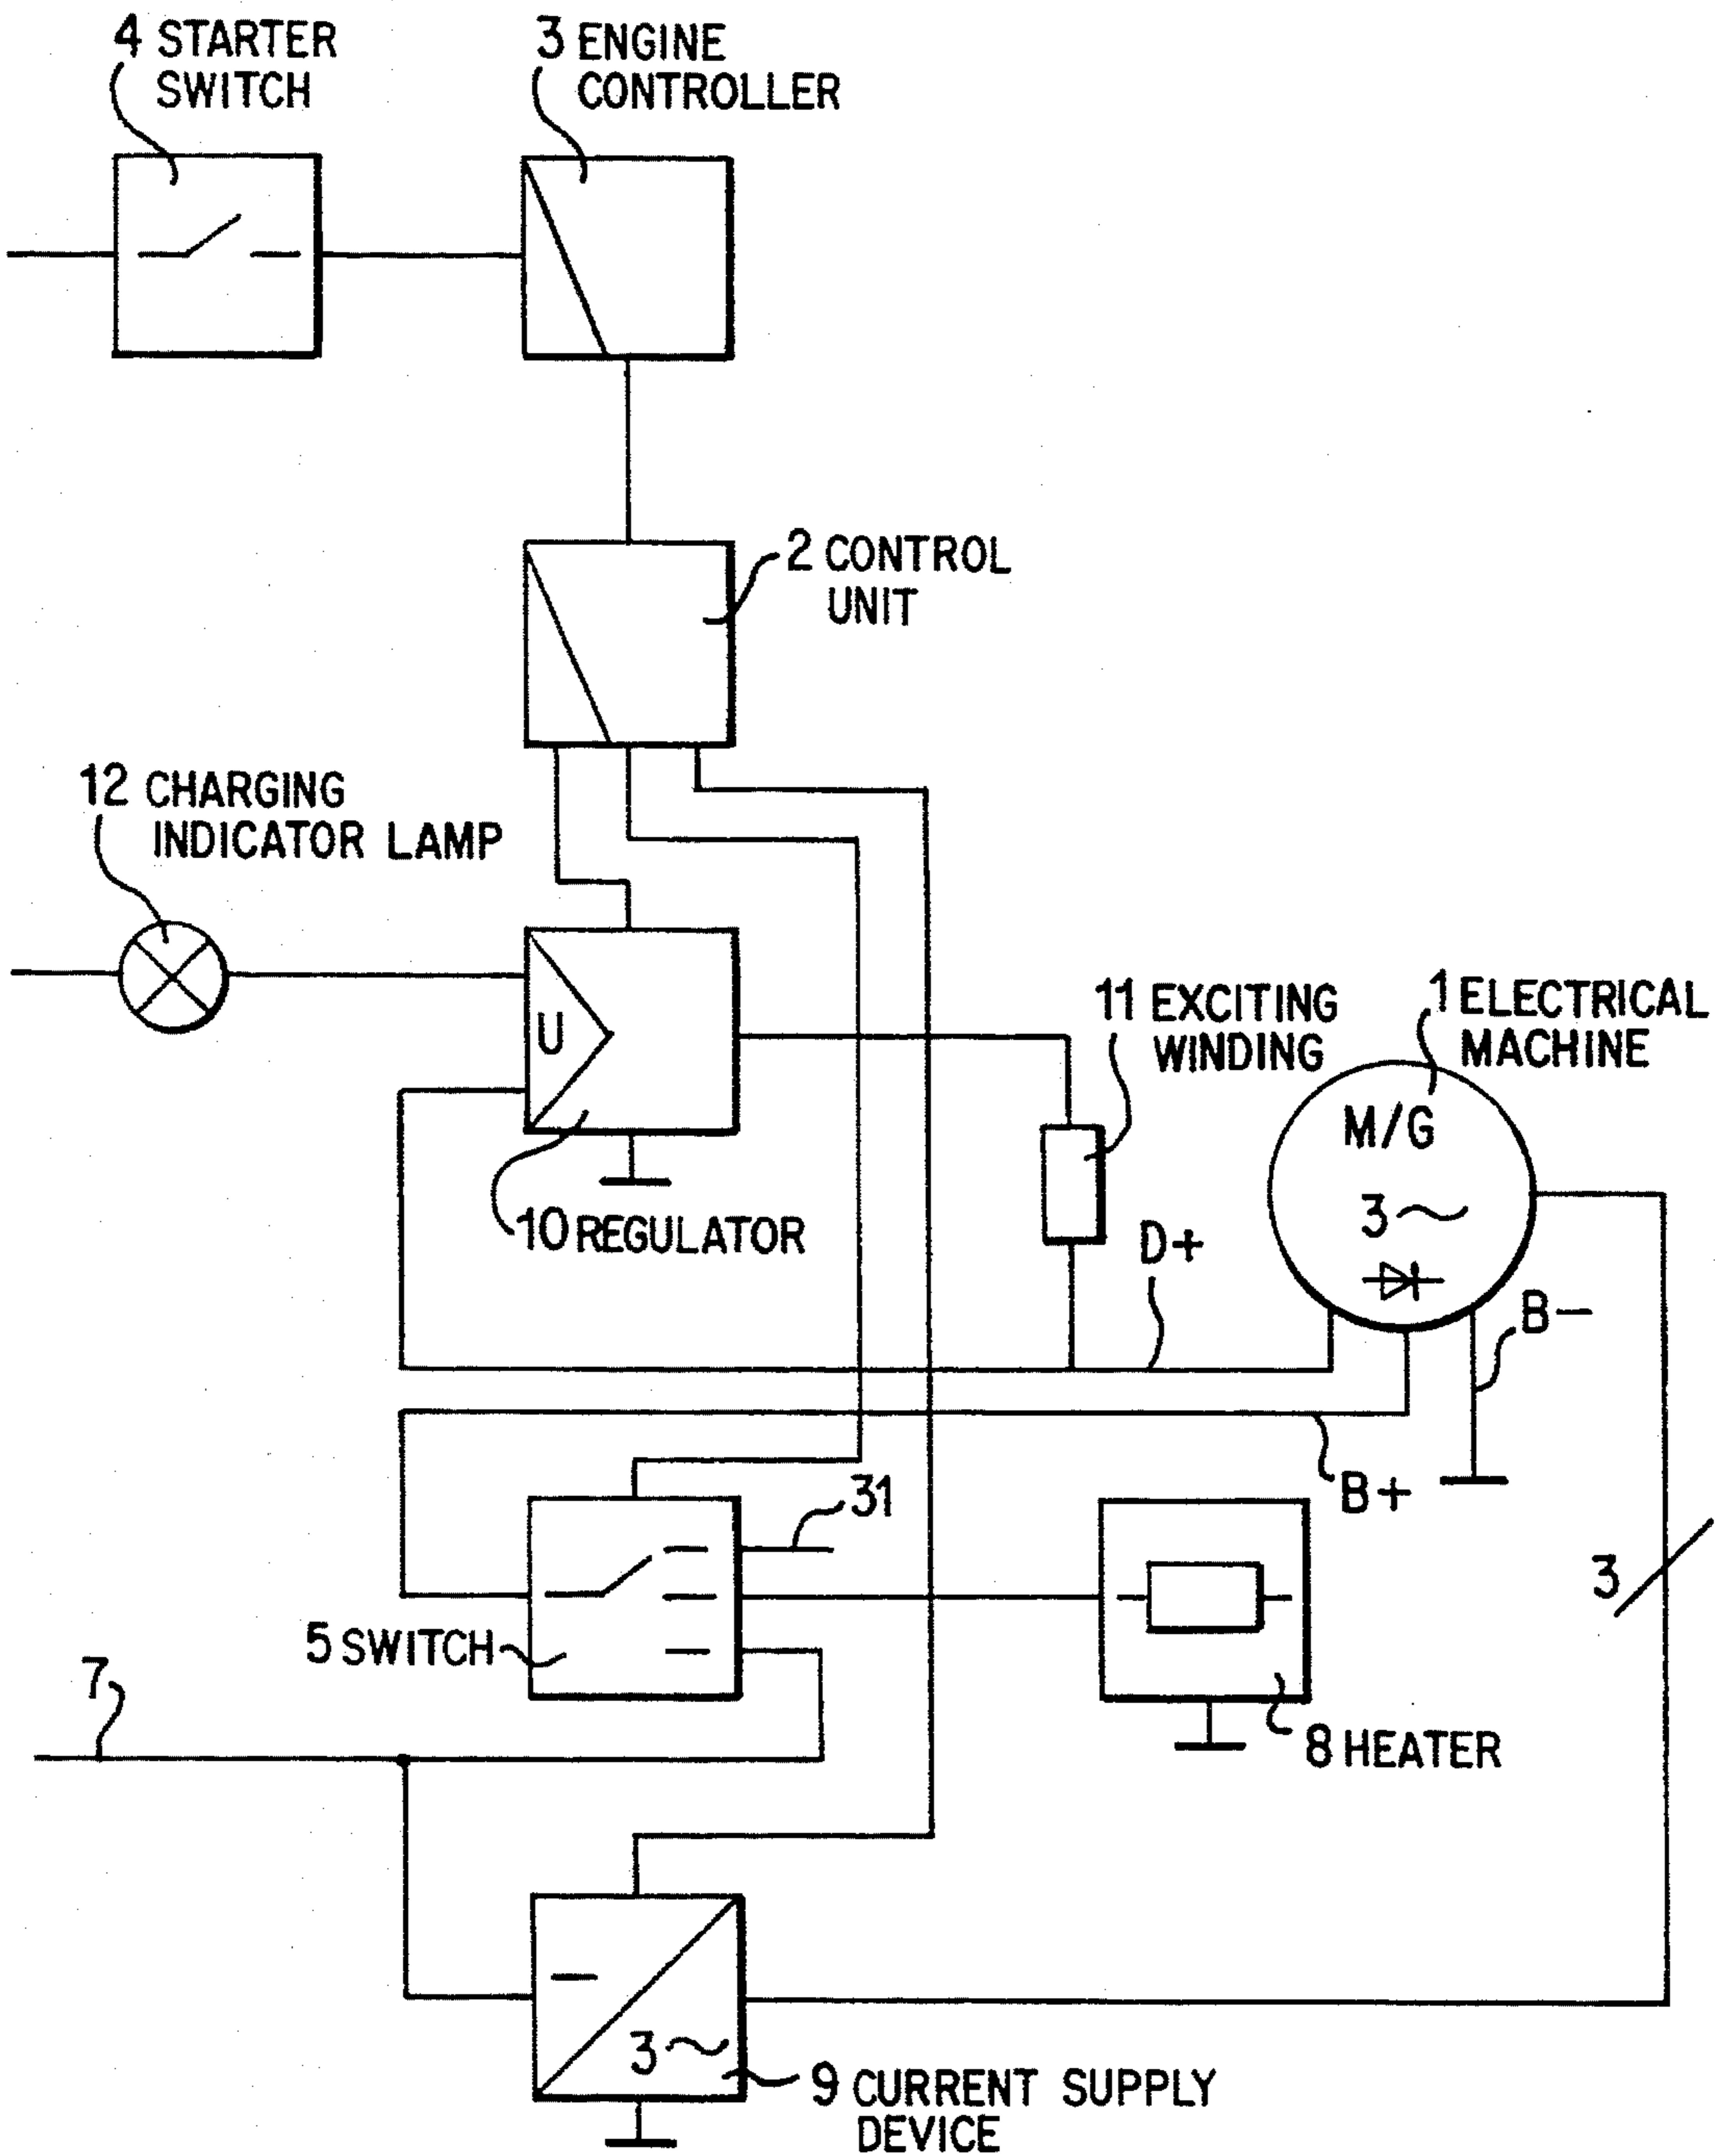 4 STARTER
SWITCH
3 ENGINE
CONTROLLER
2 CONTROL
UNIT
12 CHARGING
INDICATOR LAMP
U
10 REGULATOR
11 EXCITING
WINDING
1 ELECTRICAL
MACHINE
M/G
3~
D+
B-
B+
31
5 SWITCH
3
7
8 HEATER
-
3~
9 CURRENT SUPPLY
DEVICE